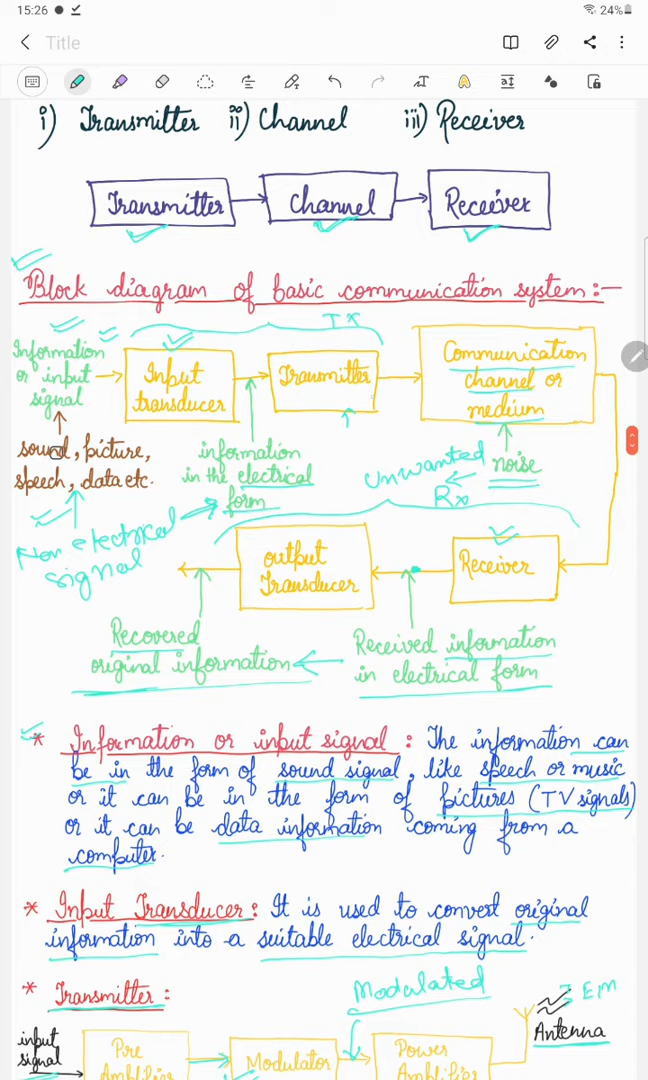 15:26
24%
Title
i) Transmitter ii) Channel iii) Receiver
Transmitter
Channel
Receiver
Block diagram of basic communication system :-
Tx
Information
or input
signal
Input
transducer
Transmitter
Communication
channel or
medium
sound, picture,
speech, data etc.
information
in the electrical
form
Unwanted
noise
Rx
Non electrical
signal
output
Transducer
Receiver
Recovered
original information
Received information
in electrical form
* Information or input signal : The information can
be in the form of sound signal, like speech or music
or it can be in the form of pictures (TV signals)
or it can be data information coming from a
computer.
* Input Transducer : It is used to convert original
information into a suitable electrical signal.
* Transmitter :
Modulated
EM
Antenna
input
signal
Pre
Amplifier
Modulator
Power
Amplifier